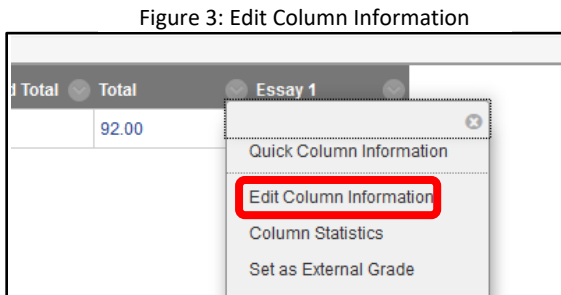 Figure 3: Edit Column Information
Total Total Essay 1
92.00
Quick Column Information
Edit Column Information
Column Statistics
Set as External Grade